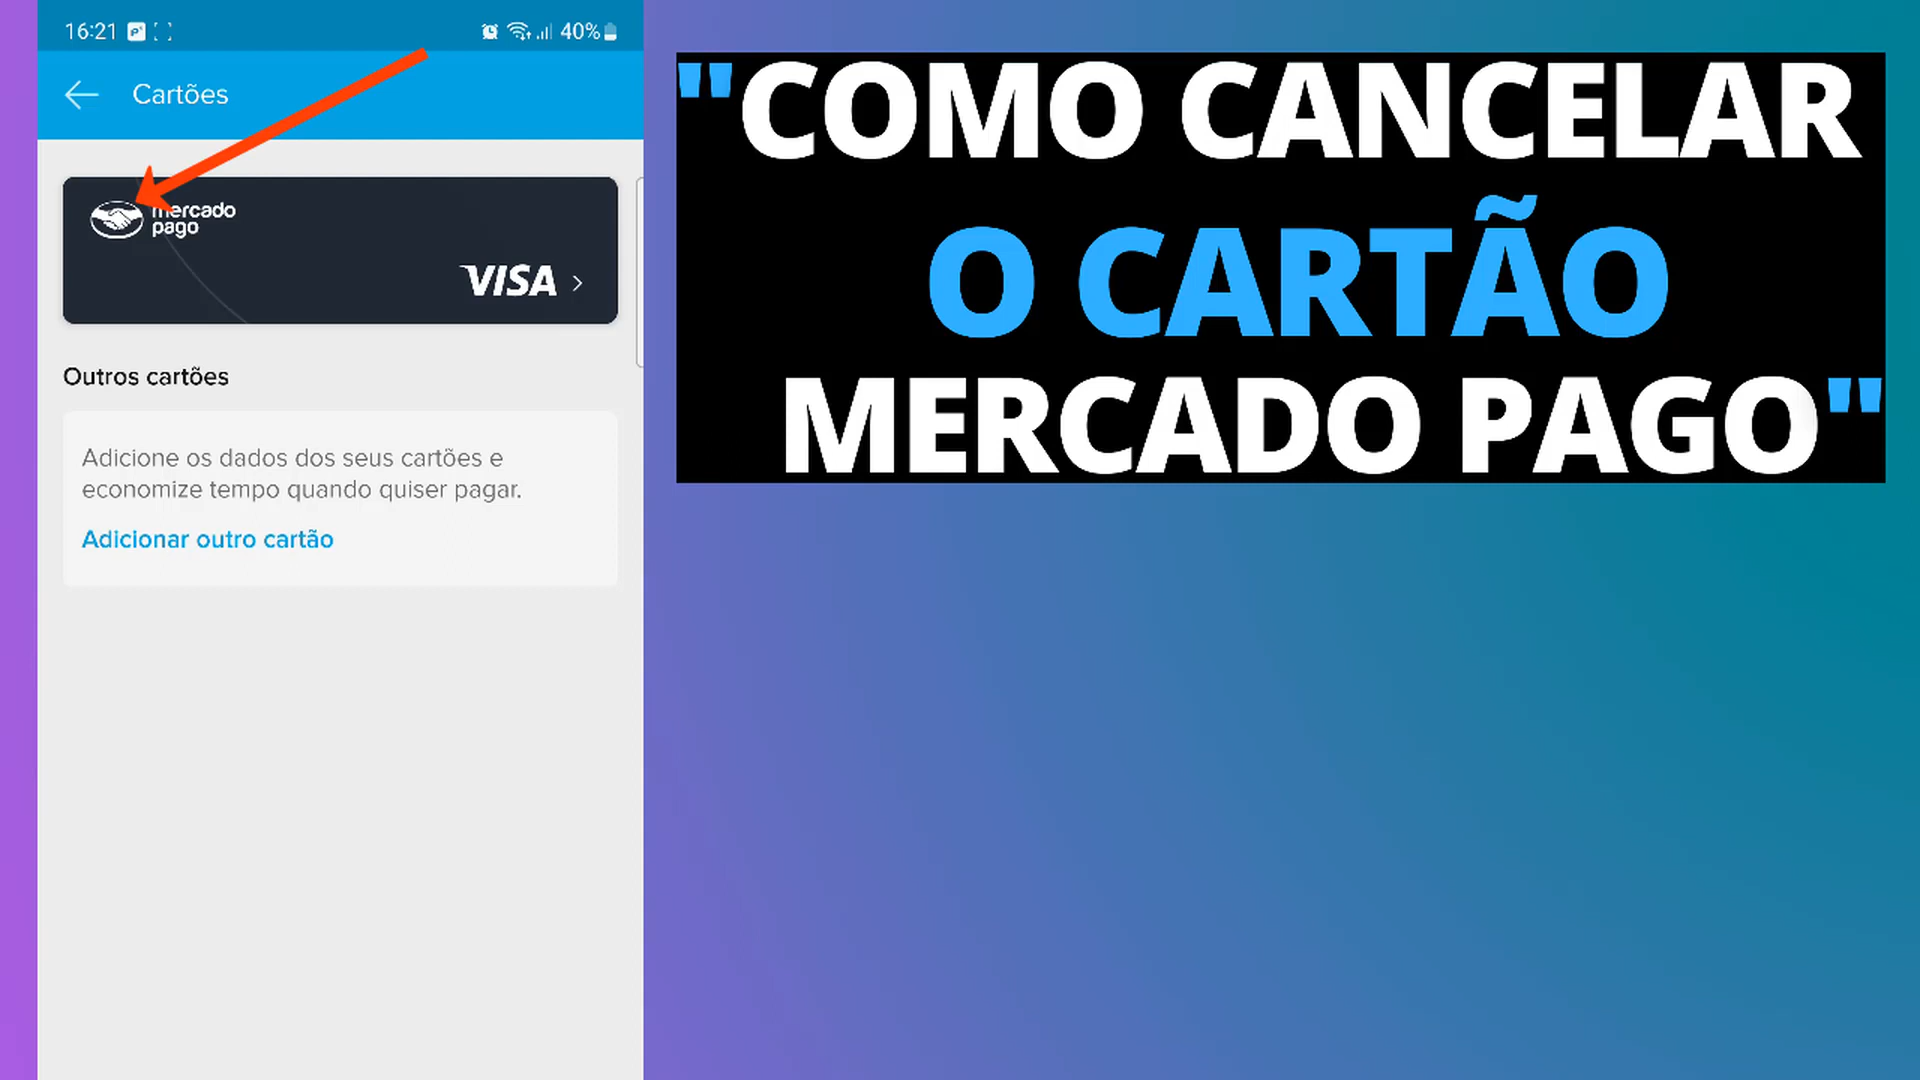 16:21 40%
Cartões
mercado
pago
VISA
Outros cartões
Adicione os dados dos seus cartões e
economize tempo quando quiser pagar.
Adicionar outro cartão
"COMO CANCELAR
O CARTÃO
MERCADO PAGO"